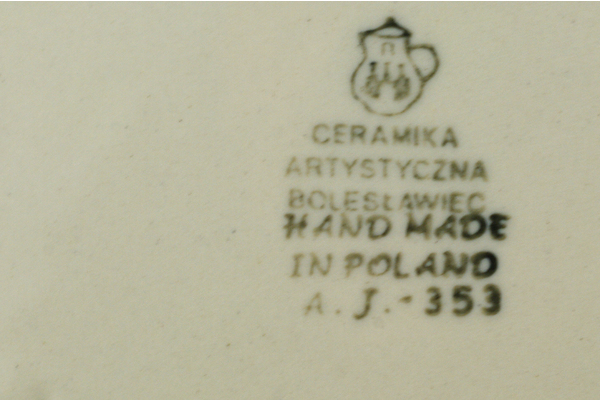 CERAMIKA
ARTYSTYCZNA
BOLESŁAWIEC
HAND MADE
IN POLAND
A.J.-353